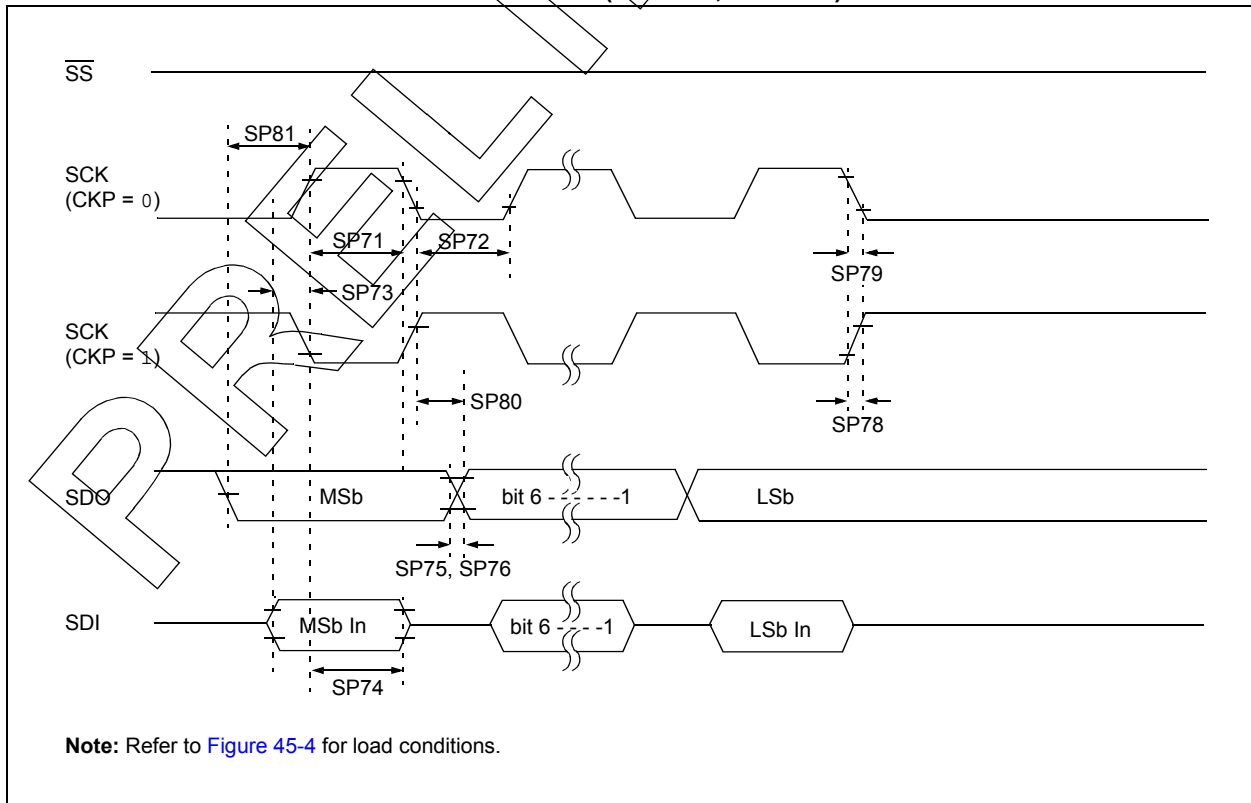 SS
SP81
SCK
(CKP = 0)
SP71
SP72
SP79
SP73
SCK
(CKP = 1)
SP80
SP78
SDO
MSb
bit 6 - - - - - - -1
LSb
SP75, SP76
SDI
MSb In
bit 6 - - - - -1
LSb In
SP74
Note: Refer to Figure 45-4 for load conditions.